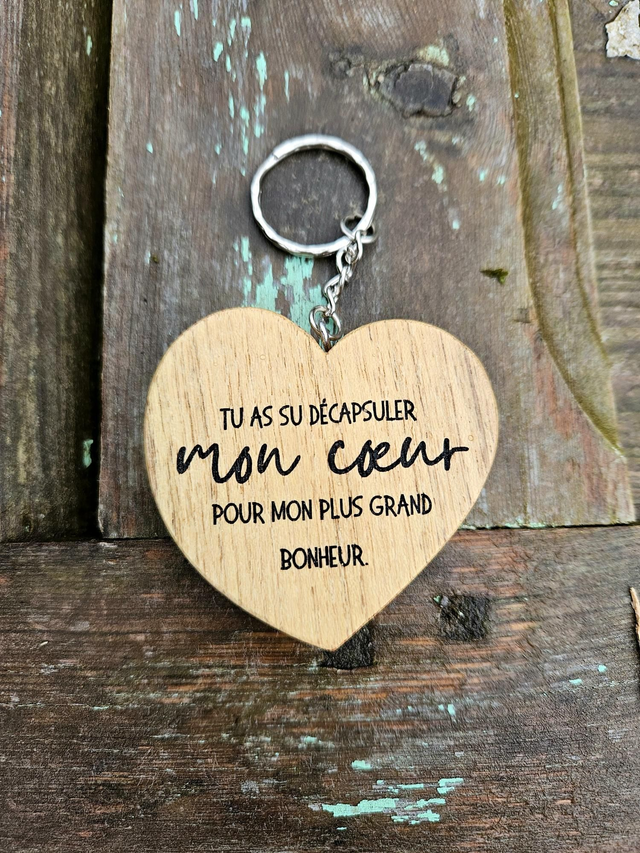 TU AS SU DÉCAPSULER
mon cœur
POUR MON PLUS GRAND
BONHEUR.